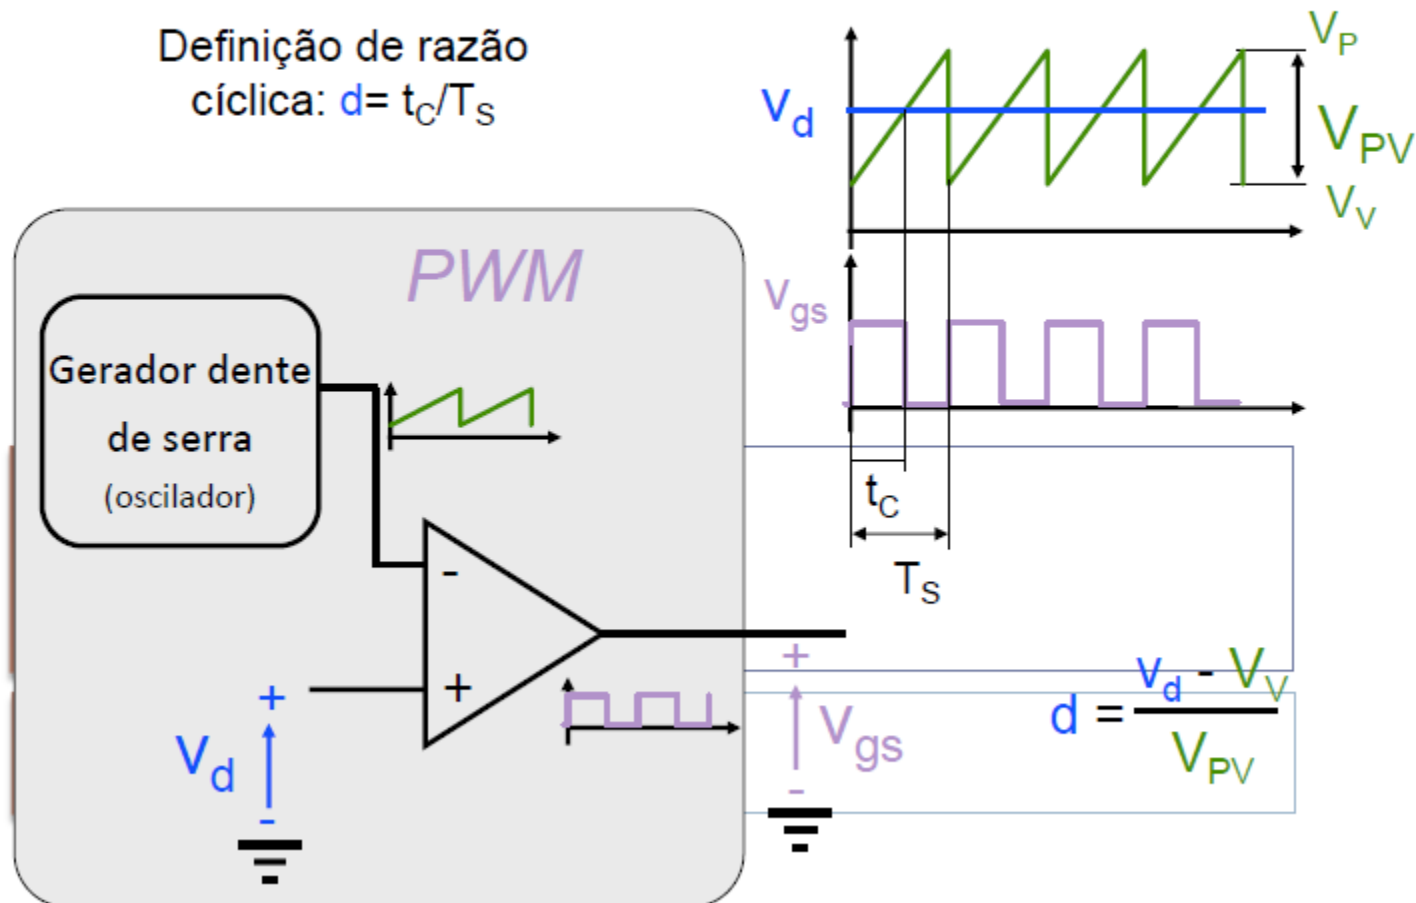 Definição de razão
cíclica: d= tC/TS
PWM
Gerador dente
de serra
(oscilador)
-
+
+
vd
-
vd
VP
VPV
VV
vgs
tC
TS
+
vgs
-
d = vd - VV
VPV